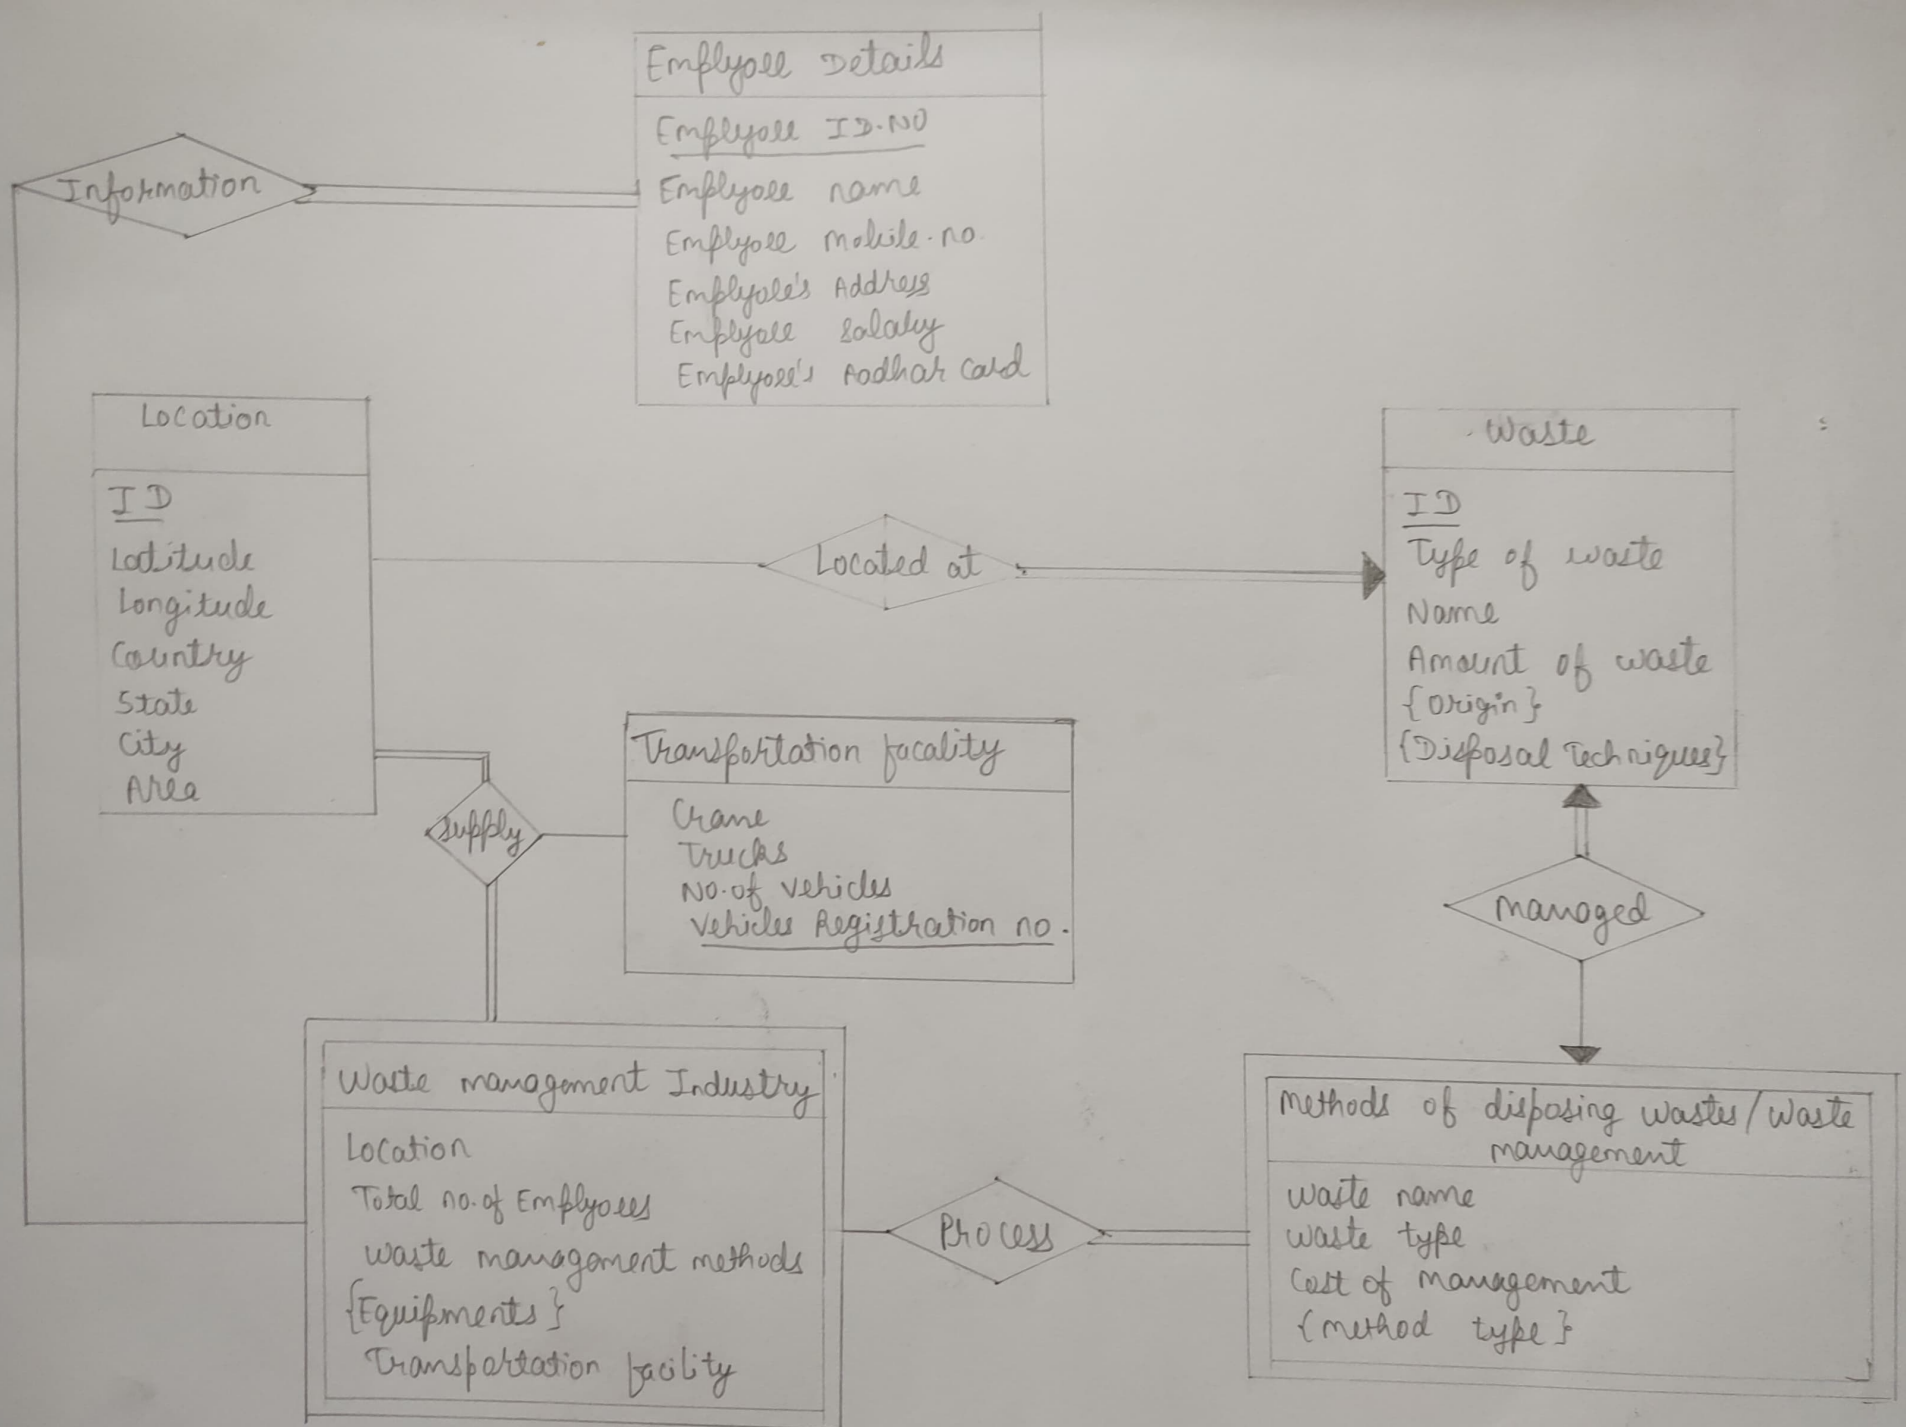 Emplyoee Details
Emplyoee ID.NO
Emplyoee name
Emplyoee mobile.no.
Emplyoee's Address
Emplyoee Salary
Emplyoee's Aadhar card
Information
Location
ID
Latitude
Longitude
Country
State
City
Area
Located at
Waste
ID
Type of waste
Name
Amount of waste
{Origin}
{Disposal Techniques}
Supply
Transportation facality
Crane
Trucks
No.of vehicles
Vehicles Registration no.
managed
Waste management Industry
Location
Total no.of Emplyoees
waste management methods
{Equipments}
Transportation facility
Process
Methods of disposing wastes/waste
management
waste name
waste type
Cost of management
{method type}